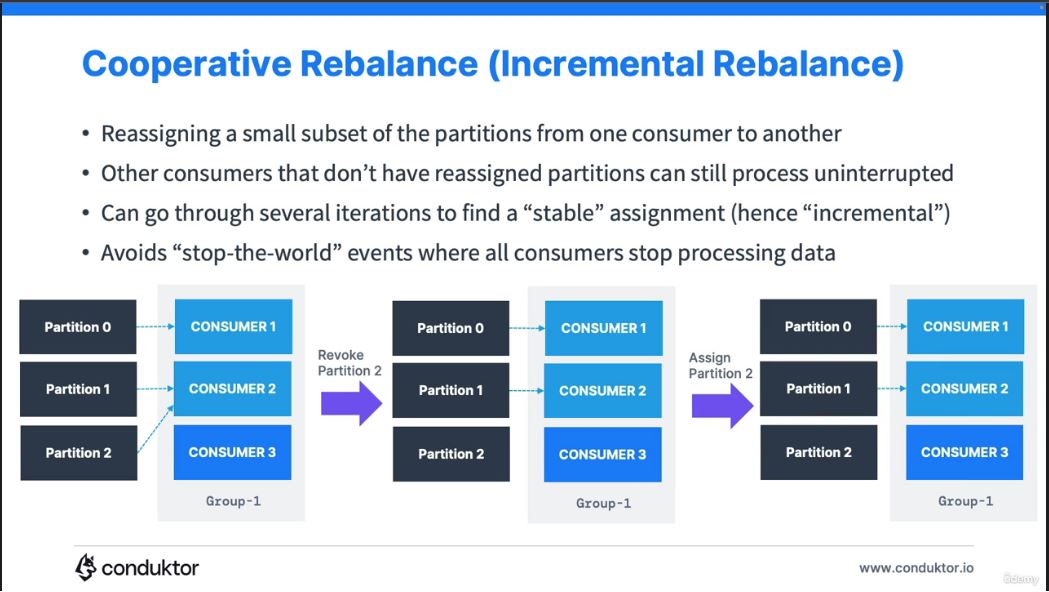 Cooperative Rebalance (Incremental Rebalance)
• Reassigning a small subset of the partitions from one consumer to another
• Other consumers that don’t have reassigned partitions can still process uninterrupted
• Can go through several iterations to find a “stable” assignment (hence “incremental”)
• Avoids “stop-the-world” events where all consumers stop processing data
Partition 0
CONSUMER 1
Partition 1
CONSUMER 2
Partition 2
CONSUMER 3
Group-1
Revoke
Partition 2
Partition 0
CONSUMER 1
Partition 1
CONSUMER 2
Partition 2
CONSUMER 3
Group-1
Assign
Partition 2
Partition 0
CONSUMER 1
Partition 1
CONSUMER 2
Partition 2
CONSUMER 3
Group-1
conduktor
www.conduktor.io
ûdemy